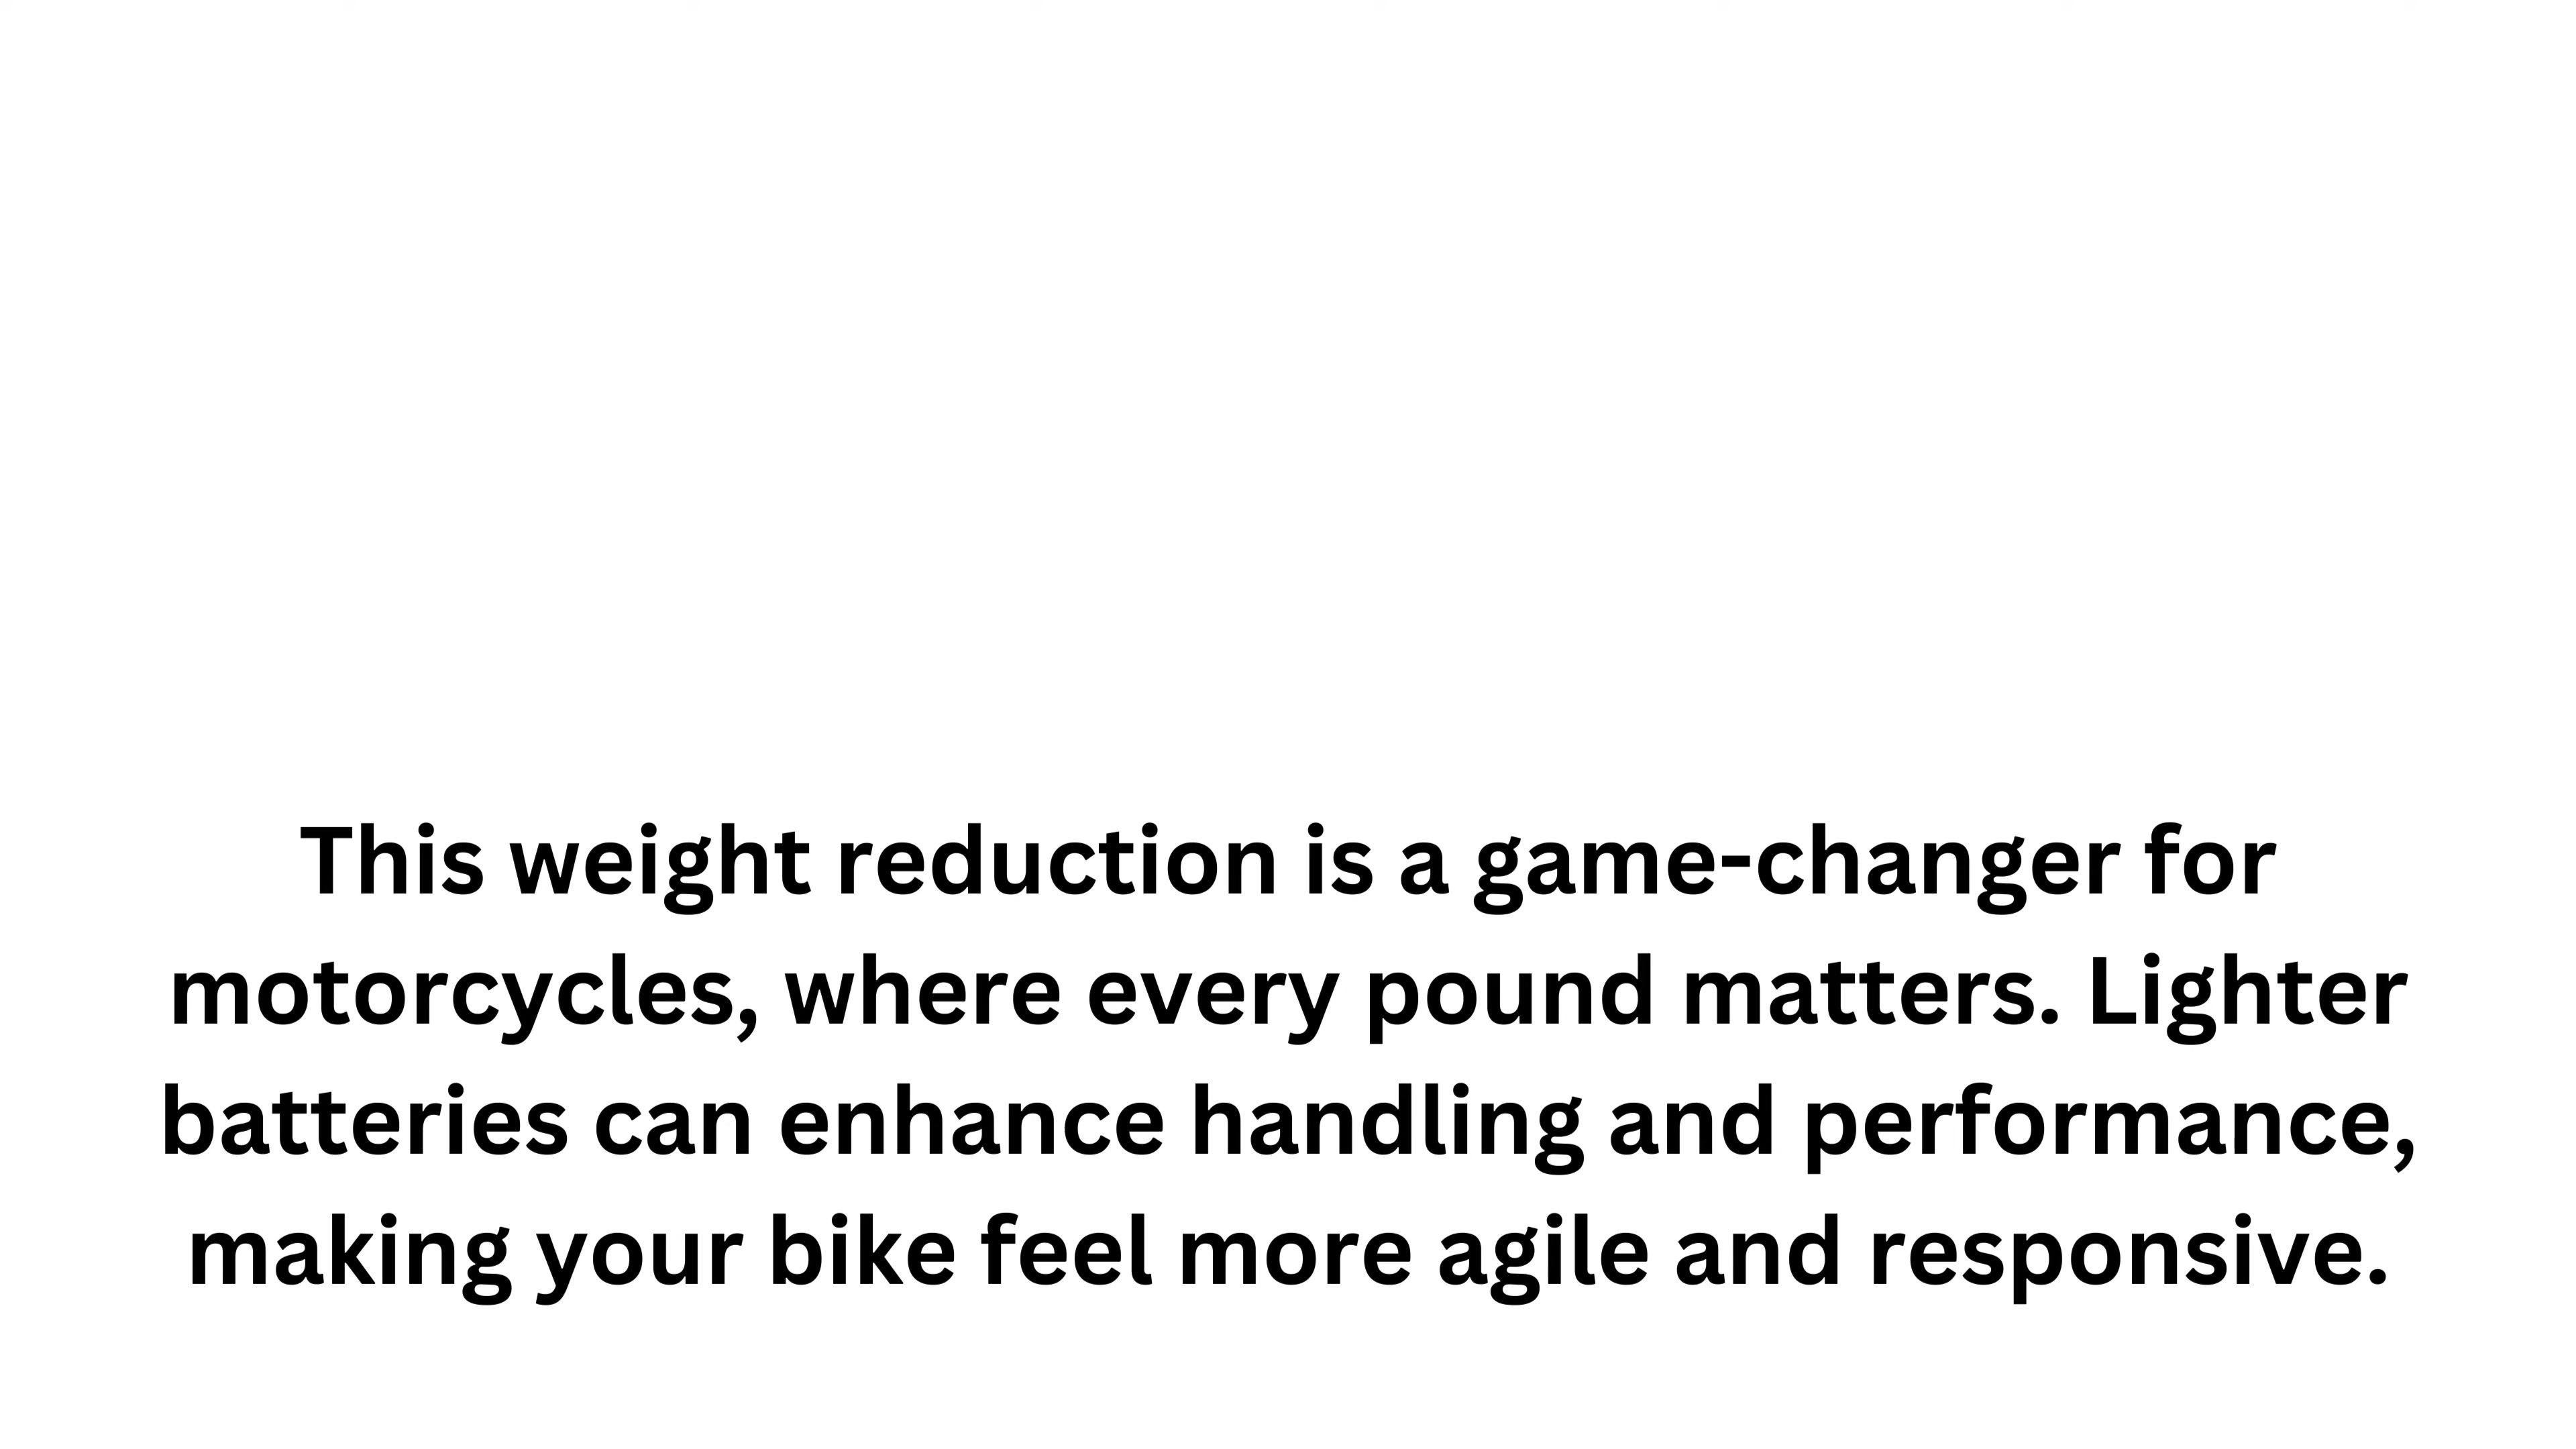 This weight reduction is a game-changer for
motorcycles, where every pound matters. Lighter
batteries can enhance handling and performance,
making your bike feel more agile and responsive.